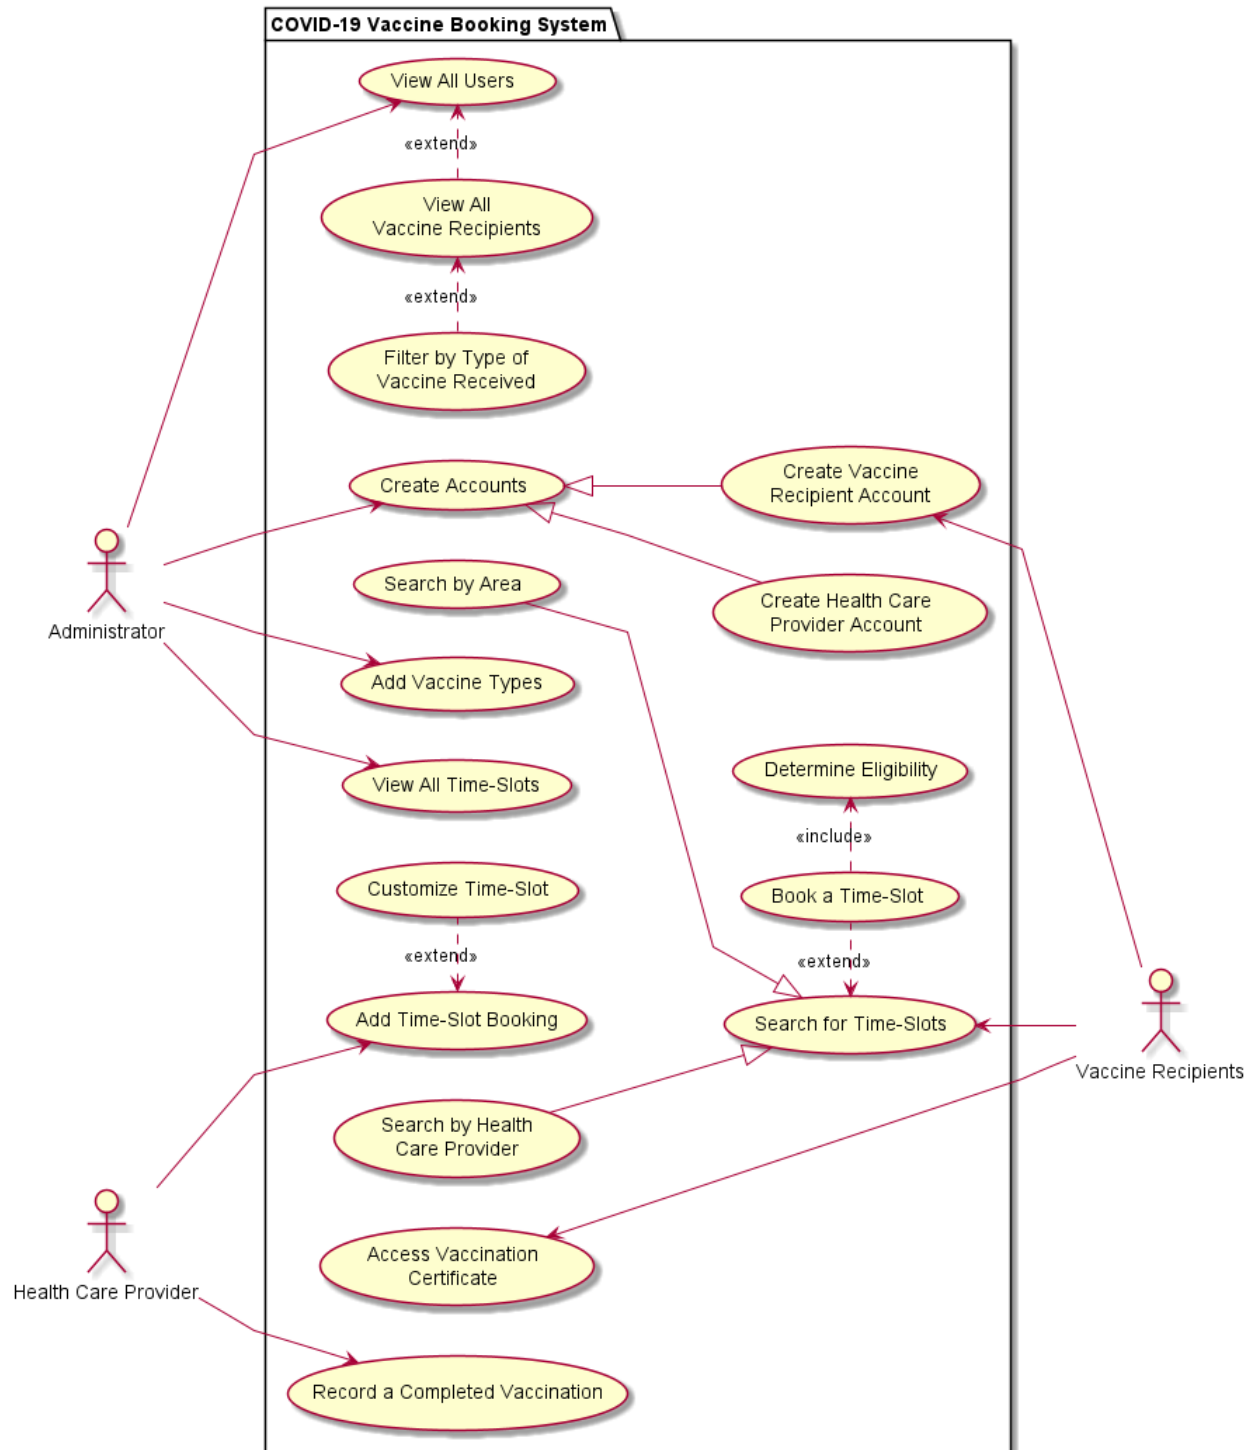 COVID-19 Vaccine Booking System
View All Users
«extend»
View All
Vaccine Recipients
«extend»
Filter by Type of
Vaccine Received
Create Accounts
Create Vaccine
Recipient Account
Search by Area
Create Health Care
Provider Account
Administrator
Add Vaccine Types
View All Time-Slots
Determine Eligibility
«include»
Customize Time-Slot
Book a Time-Slot
«extend»
«extend»
Add Time-Slot Booking
Search for Time-Slots
Vaccine Recipients
Search by Health
Care Provider
Access Vaccination
Certificate
Health Care Provider
Record a Completed Vaccination